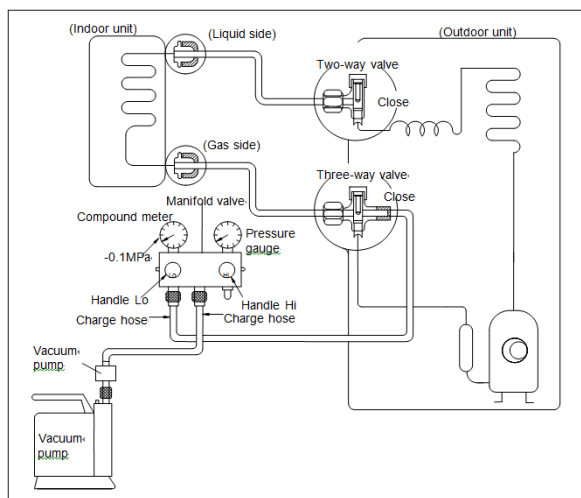 (Indoor unit)
(Liquid side)
(Outdoor unit)
Two-way valve
Close
(Gas side)
Three-way valve
Close
Manifold valve
Compound meter
-0.1MPa
Pressure
gauge
LO
HI
Handle Lo
Handle Hi
Charge hose
Charge hose
Vacuum
pump
Vacuum
pump